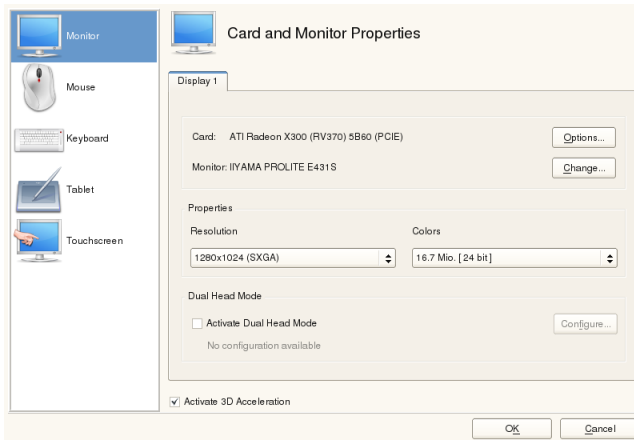 Monitor
Mouse
Keyboard
Tablet
Touchscreen
Card and Monitor Properties
Display 1
Card: ATI Radeon X300 (RV370) 5B60 (PCIE)
Options...
Monitor: IIYAMA PROLITE E431S
Change...
Properties
Resolution
Colors
1280x1024 (SXGA)
16.7 Mio. [ 24 bit ]
Dual Head Mode
Activate Dual Head Mode
Configure...
No configuration available
Activate 3D Acceleration
OK
Cancel